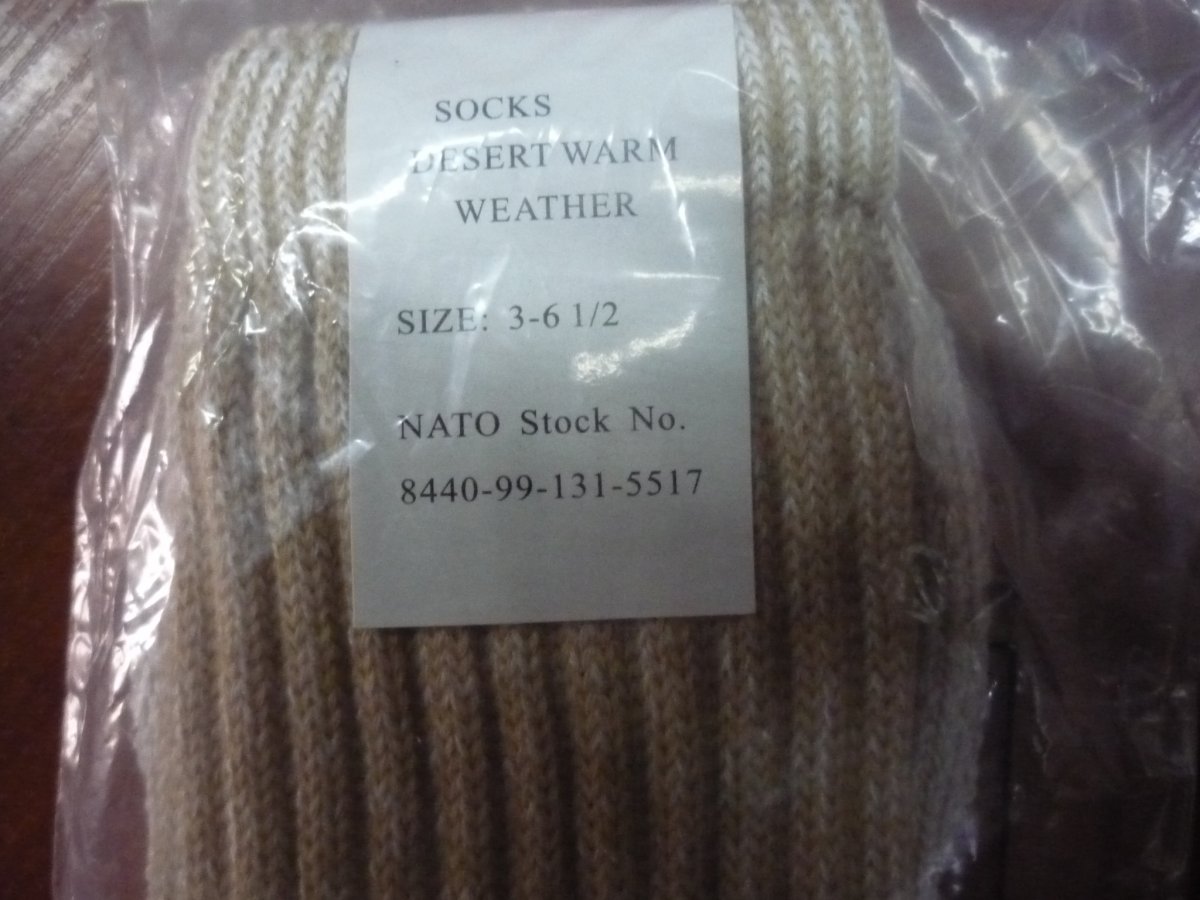 SOCKS
DESERT WARM
WEATHER
SIZE: 3-6 1/2
NATO Stock No.
8440-99-131-5517